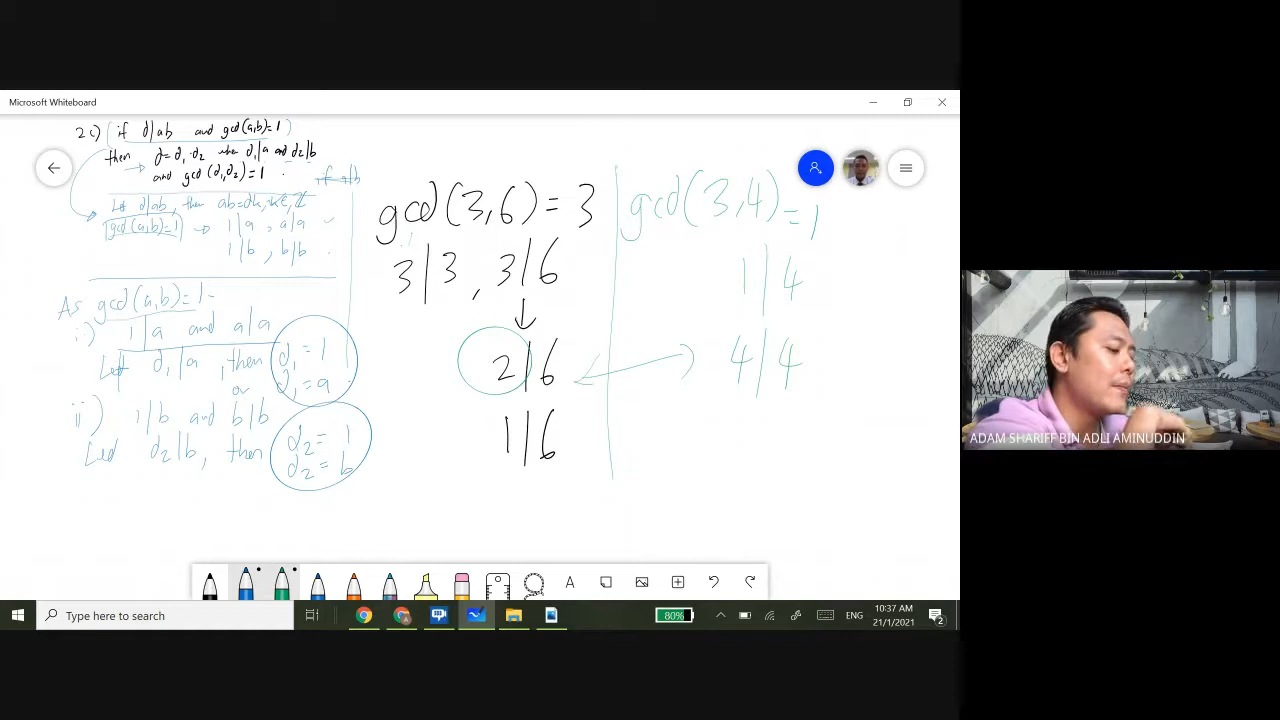 Microsoft Whiteboard
2c) (if d|ab and gcd(a,b)=1)
then d=d₁·d₂ when d₁|a and d₂|b
and gcd(d₁,d₂)=1.
Let d|ab, then ab=dk,
gcd(a,b)=1 → 1|a, a|a
1|b, b|b.
As gcd(a,b)=1
i) 1|a and a|a
Let d₁|a, then d₁=1
or d₁=a.
ii) 1|b and b|b
Let d₂|b, then d₂=1
d₂=b
gcd(3,6)=3
3|3, 3|6
↓
2|6
1|6
gcd(3,4)=1
1|4
4|4
ADAM SHARIFF BIN ADLI AMINUDDIN
Type here to search
80%
ENG
10:37 AM
21/1/2021
2